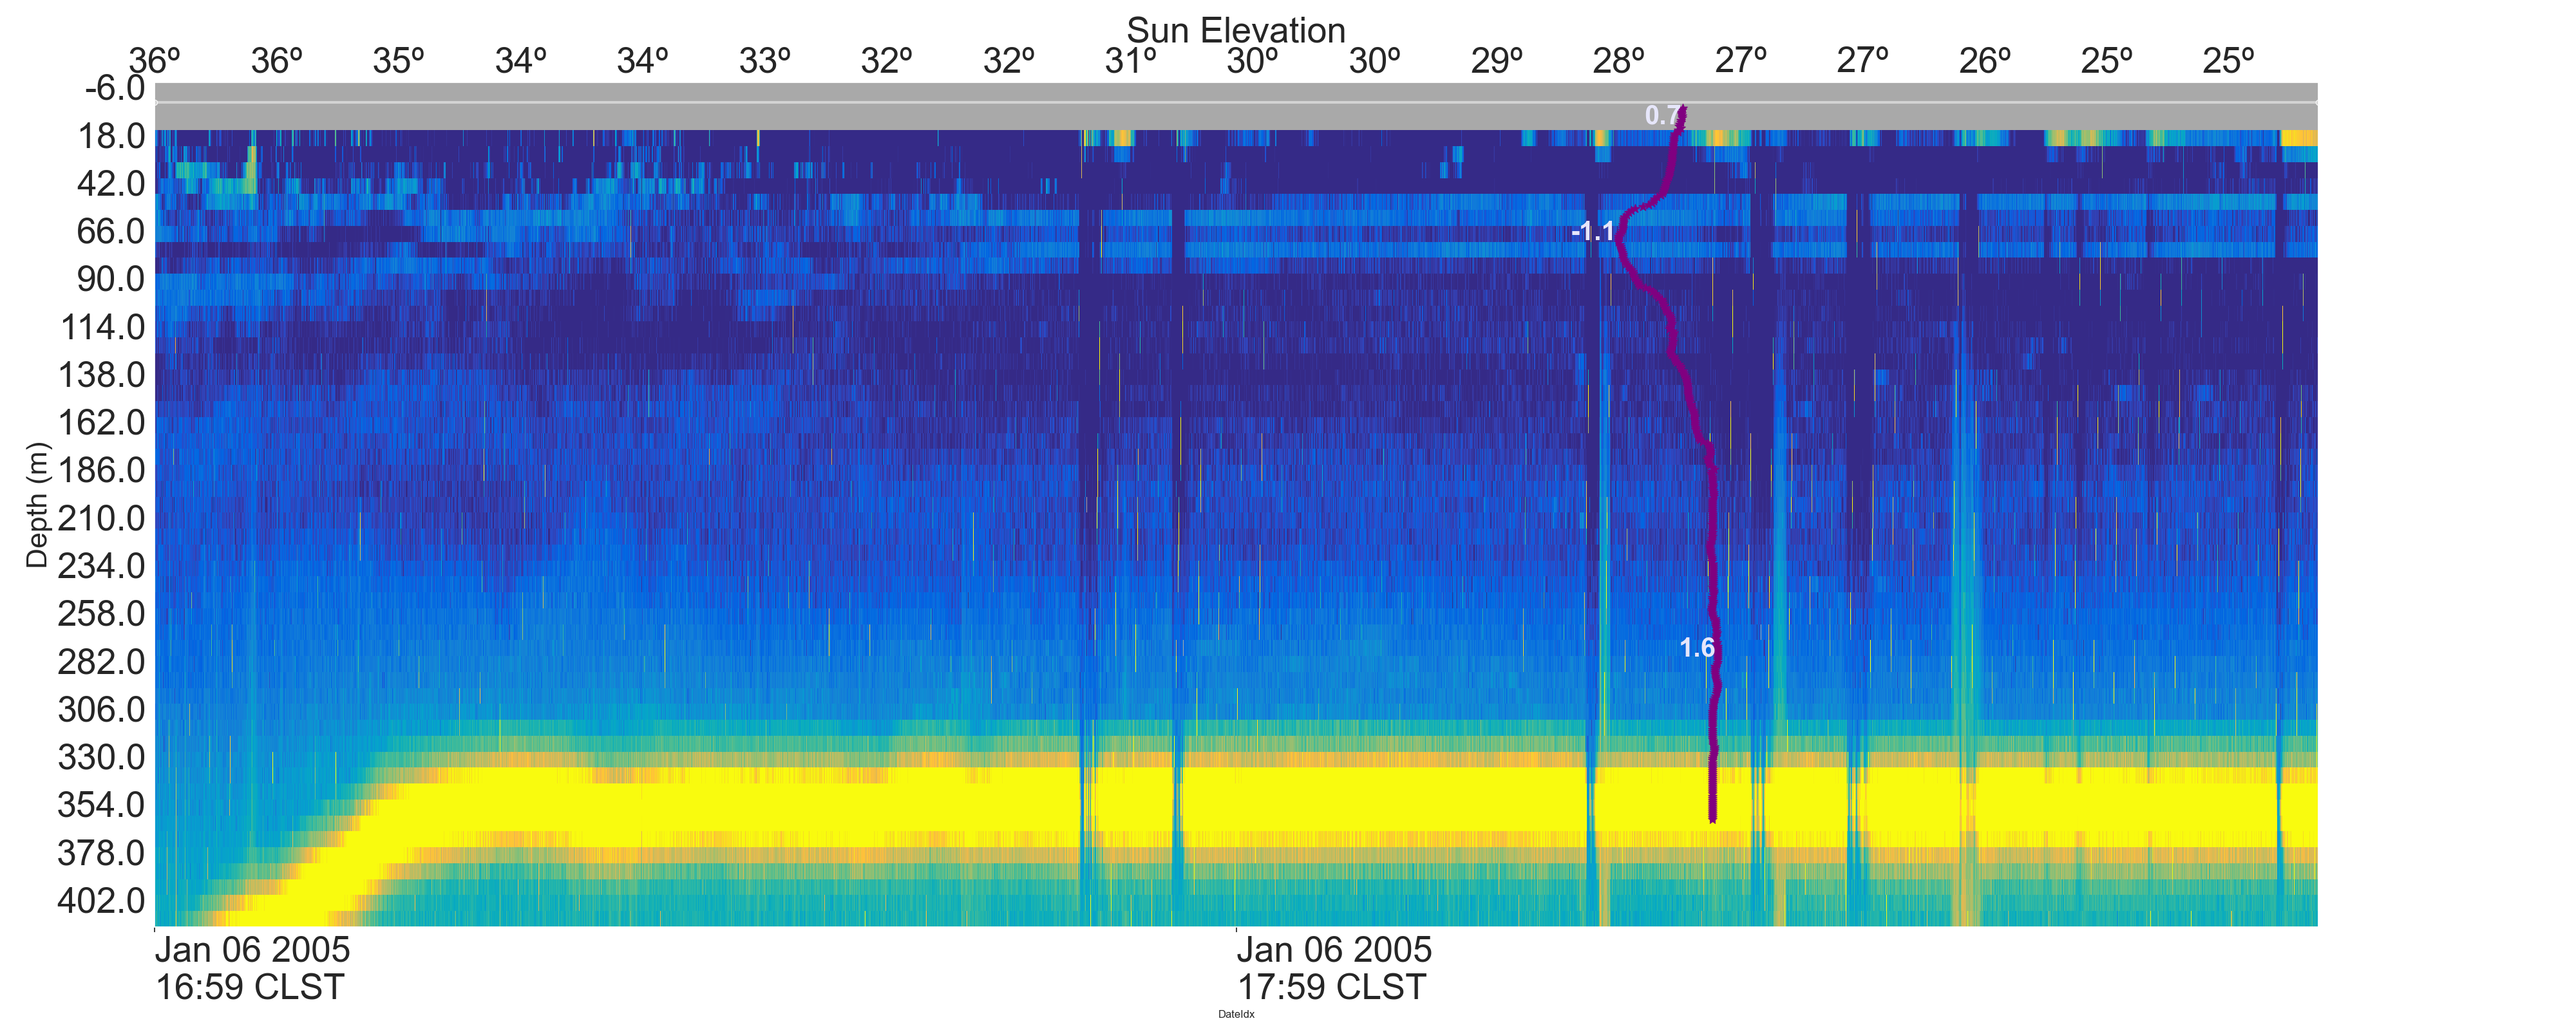 Sun Elevation
36º 36º 35º 34º 34º 33º 32º 32º 31º 30º 30º 29º 28º 27º 27º 26º 25º 25º
-6.0
0.7
18.0
42.0
66.0
-1.1
90.0
114.0
138.0
162.0
186.0
210.0
234.0
258.0
282.0
1.6
306.0
330.0
354.0
378.0
402.0
Depth (m)
Jan 06 2005
16:59 CLST
Jan 06 2005
17:59 CLST
DateIdx